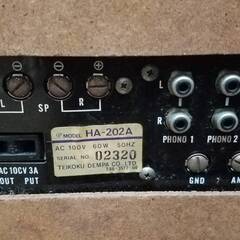 L SP R
AC 100V 3A
OUT PUT
MODEL HA-202A
AC 100V 60W 50HZ
SERIAL NO. 02320
TEIKOKU DEMPA CO., LTD.
L
R
PHONO 1 PHONO 2
GND